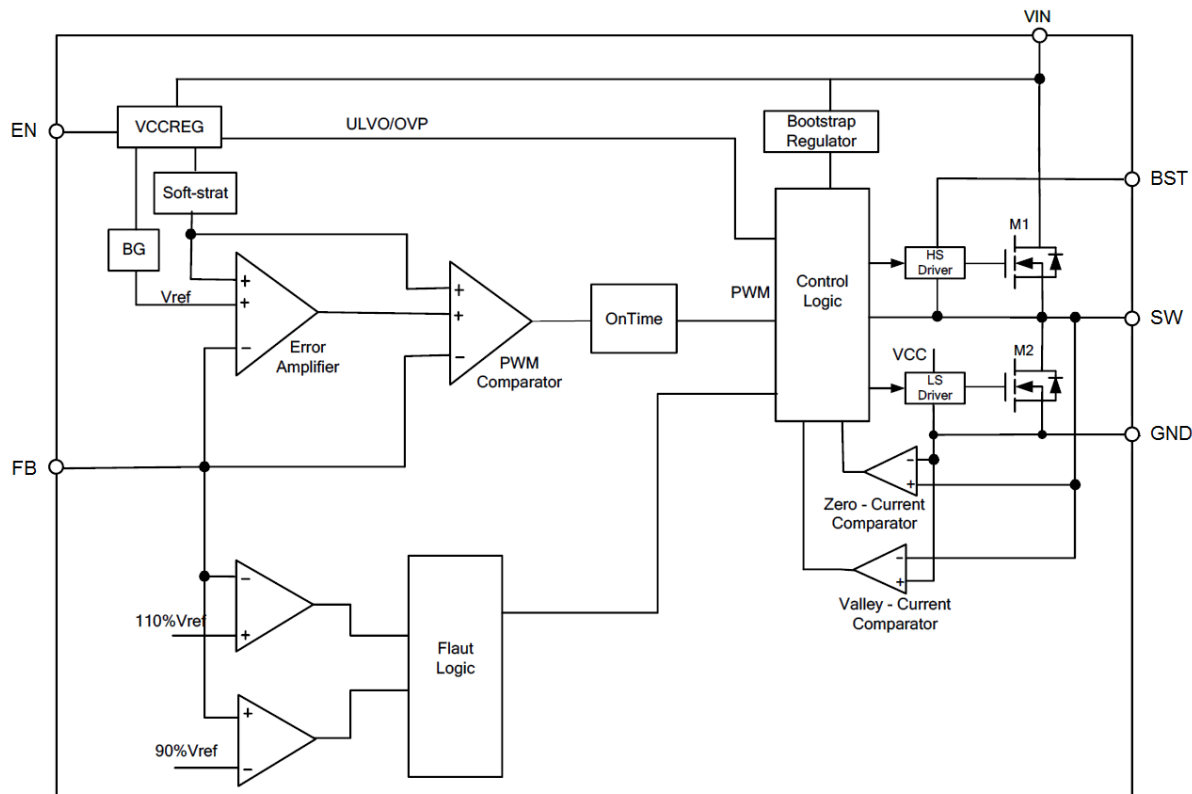 VIN
EN
VCCREG
ULVO/OVP
Bootstrap
Regulator
BST
Soft-strat
M1
BG
HS
Driver
Vref
+
+
−
Error
Amplifier
+
+
−
PWM
Comparator
OnTime
PWM
Control
Logic
SW
VCC
M2
LS
Driver
GND
FB
−
+
Zero - Current
Comparator
−
+
Valley - Current
Comparator
−
110%Vref
+
Flaut
Logic
+
90%Vref
−